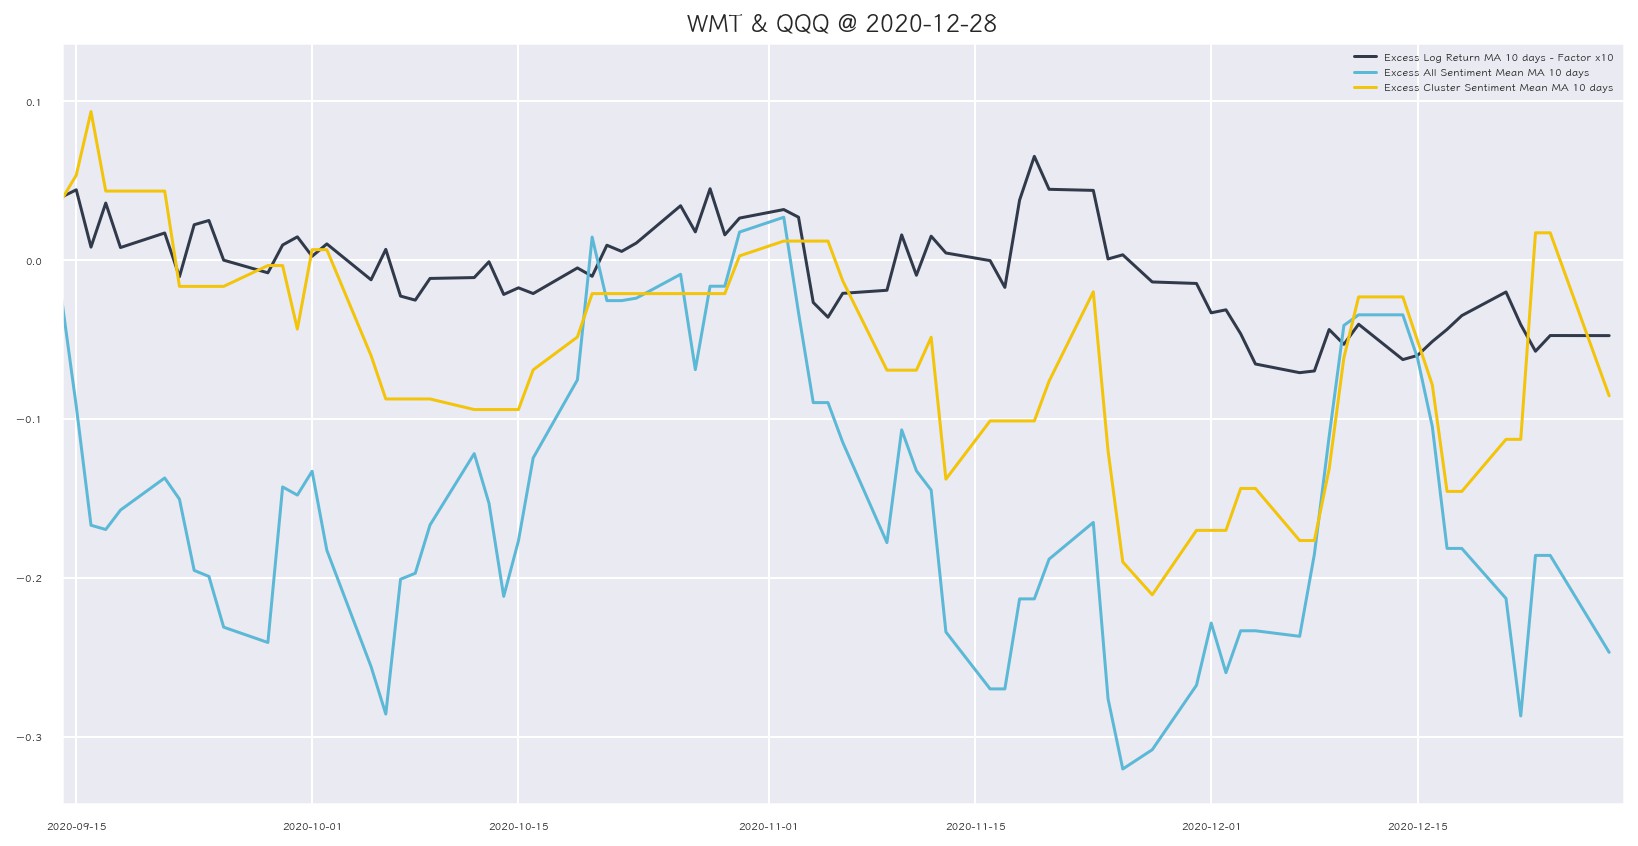 WMT & QQQ @ 2020-12-28
Excess Log Return MA 10 days - Factor x10
Excess All Sentiment Mean MA 10 days
Excess Cluster Sentiment Mean MA 10 days
0.1
0.0
−0.1
−0.2
−0.3
2020-09-15 2020-10-01 2020-10-15 2020-11-01 2020-11-15 2020-12-01 2020-12-15